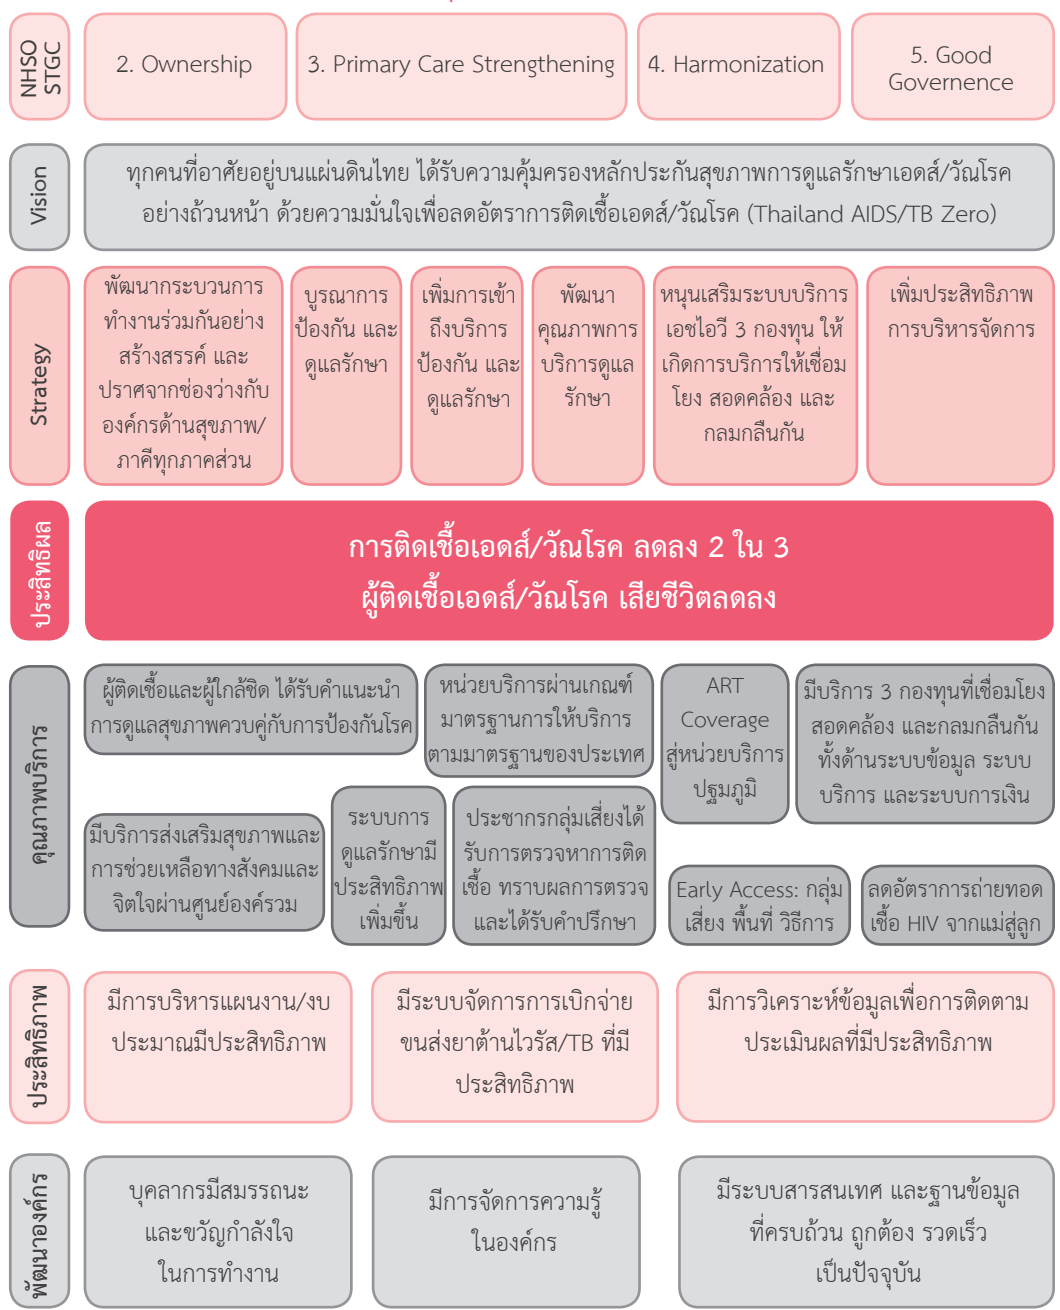 NHSO
STGC
2. Ownership
3. Primary Care Strengthening
4. Harmonization
5. Good
Governence
Vision
ทุกคนที่อาศัยอยู่บนแผ่นดินไทย ได้รับความคุ้มครองหลักประกันสุขภาพการดูแลรักษาเอดส์/วัณโรค
อย่างถ้วนหน้า ด้วยความมั่นใจเพื่อลดอัตราการติดเชื้อเอดส์/วัณโรค (Thailand AIDS/TB Zero)
Strategy
พัฒนากระบวนการ
ทำงานร่วมกันอย่าง
สร้างสรรค์ และ
ปราศจากช่องว่างกับ
องค์กรด้านสุขภาพ/
ภาคีทุกภาคส่วน
บูรณาการ
ป้องกัน และ
ดูแลรักษา
เพิ่มการเข้า
ถึงบริการ
ป้องกัน และ
ดูแลรักษา
พัฒนา
คุณภาพการ
บริการดูแล
รักษา
หนุนเสริมระบบบริการ
เอชไอวี 3 กองทุน ให้
เกิดการบริการให้เชื่อม
โยง สอดคล้อง และ
กลมกลืนกัน
เพิ่มประสิทธิภาพ
การบริหารจัดการ
ประสิทธิผล
การติดเชื้อเอดส์/วัณโรค ลดลง 2 ใน 3
ผู้ติดเชื้อเอดส์/วัณโรค เสียชีวิตลดลง
คุณภาพบริการ
ผู้ติดเชื้อและผู้ใกล้ชิด ได้รับคำแนะนำ
การดูแลสุขภาพควบคู่กับการป้องกันโรค
หน่วยบริการผ่านเกณฑ์
มาตรฐานการให้บริการ
ตามมาตรฐานของประเทศ
ART
Coverage
สู่หน่วยบริการ
ปฐมภูมิ
มีบริการ 3 กองทุนที่เชื่อมโยง
สอดคล้อง และกลมกลืนกัน
ทั้งด้านระบบข้อมูล ระบบ
บริการ และระบบการเงิน
มีบริการส่งเสริมสุขภาพและ
การช่วยเหลือทางสังคมและ
จิตใจผ่านศูนย์องค์รวม
ระบบการ
ดูแลรักษามี
ประสิทธิภาพ
เพิ่มขึ้น
ประชากรกลุ่มเสี่ยงได้
รับการตรวจหาการติด
เชื้อ ทราบผลการตรวจ
และได้รับคำปรึกษา
Early Access: กลุ่ม
เสี่ยง พื้นที่ วิธีการ
ลดอัตราการถ่ายทอด
เชื้อ HIV จากแม่สู่ลูก
ประสิทธิภาพ
มีการบริหารแผนงาน/งบ
ประมาณมีประสิทธิภาพ
มีระบบจัดการการเบิกจ่าย
ขนส่งยาต้านไวรัส/TB ที่มี
ประสิทธิภาพ
มีการวิเคราะห์ข้อมูลเพื่อการติดตาม
ประเมินผลที่มีประสิทธิภาพ
พัฒนาองค์กร
บุคลากรมีสมรรถนะ
และขวัญกำลังใจ
ในการทำงาน
มีการจัดการความรู้
ในองค์กร
มีระบบสารสนเทศ และฐานข้อมูล
ที่ครบถ้วน ถูกต้อง รวดเร็ว
เป็นปัจจุบัน